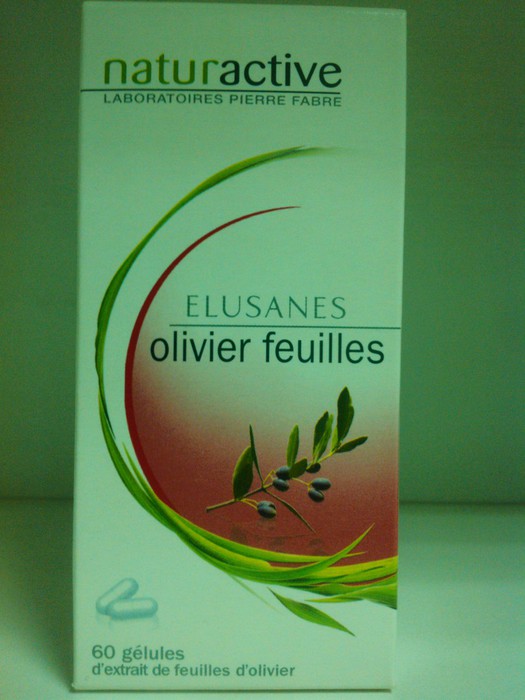 naturactive
LABORATOIRES PIERRE FABRE
ELUSANES
olivier feuilles
60 gélules
d'extrait de feuilles d'olivier